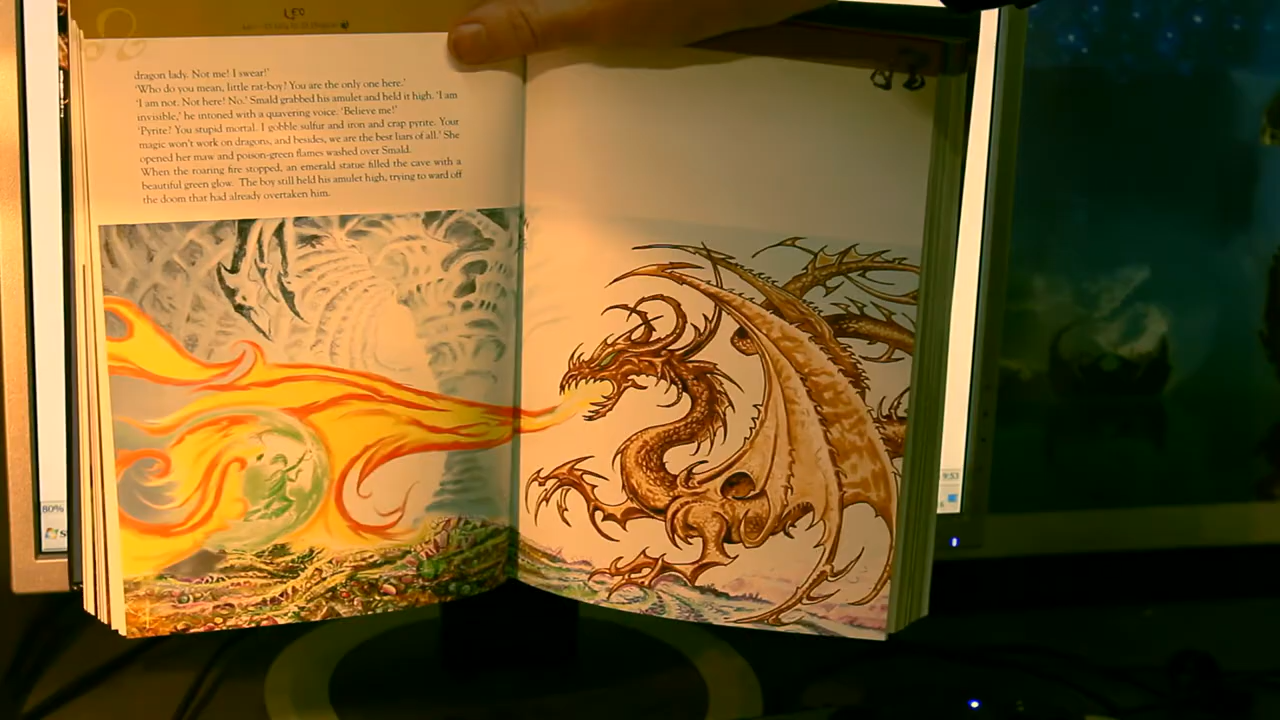 LEO
dragon lady. Not me! I swear!'
'Who do you mean, little rat-boy? You are the only one here.'
'I am not. Not here! No.' Smald grabbed his amulet and held it high. 'I am
invisible,' he intoned with a quavering voice. 'Believe me!'
'Pyrite? You stupid mortal. I gobble sulfur and iron and crap pyrite. Your
magic won't work on dragons, and besides, we are the best liars of all.' She
opened her maw and poison-green flames washed over Smald.
When the roaring fire stopped, an emerald statue filled the cave with a
beautiful green glow. The boy still held his amulet high, trying to ward off
the doom that had already overtaken him.
80%
9:53